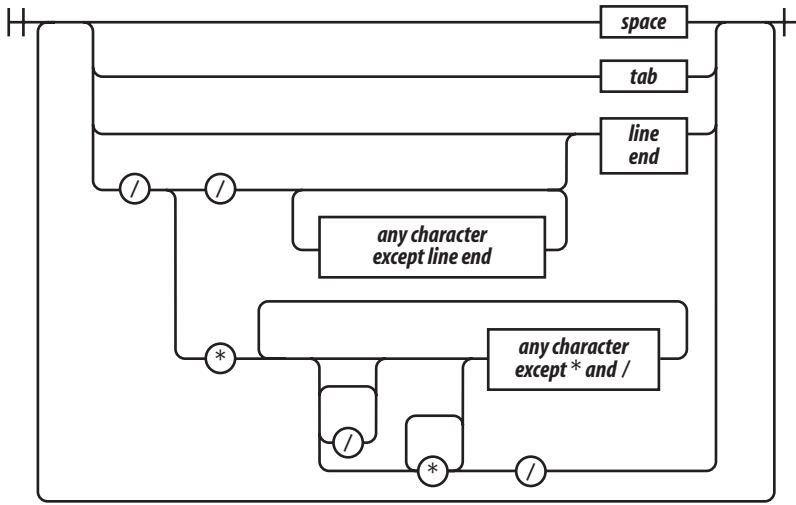 space
tab
line
end
/ /
any character
except line end
*
any character
except * and /
/
* /